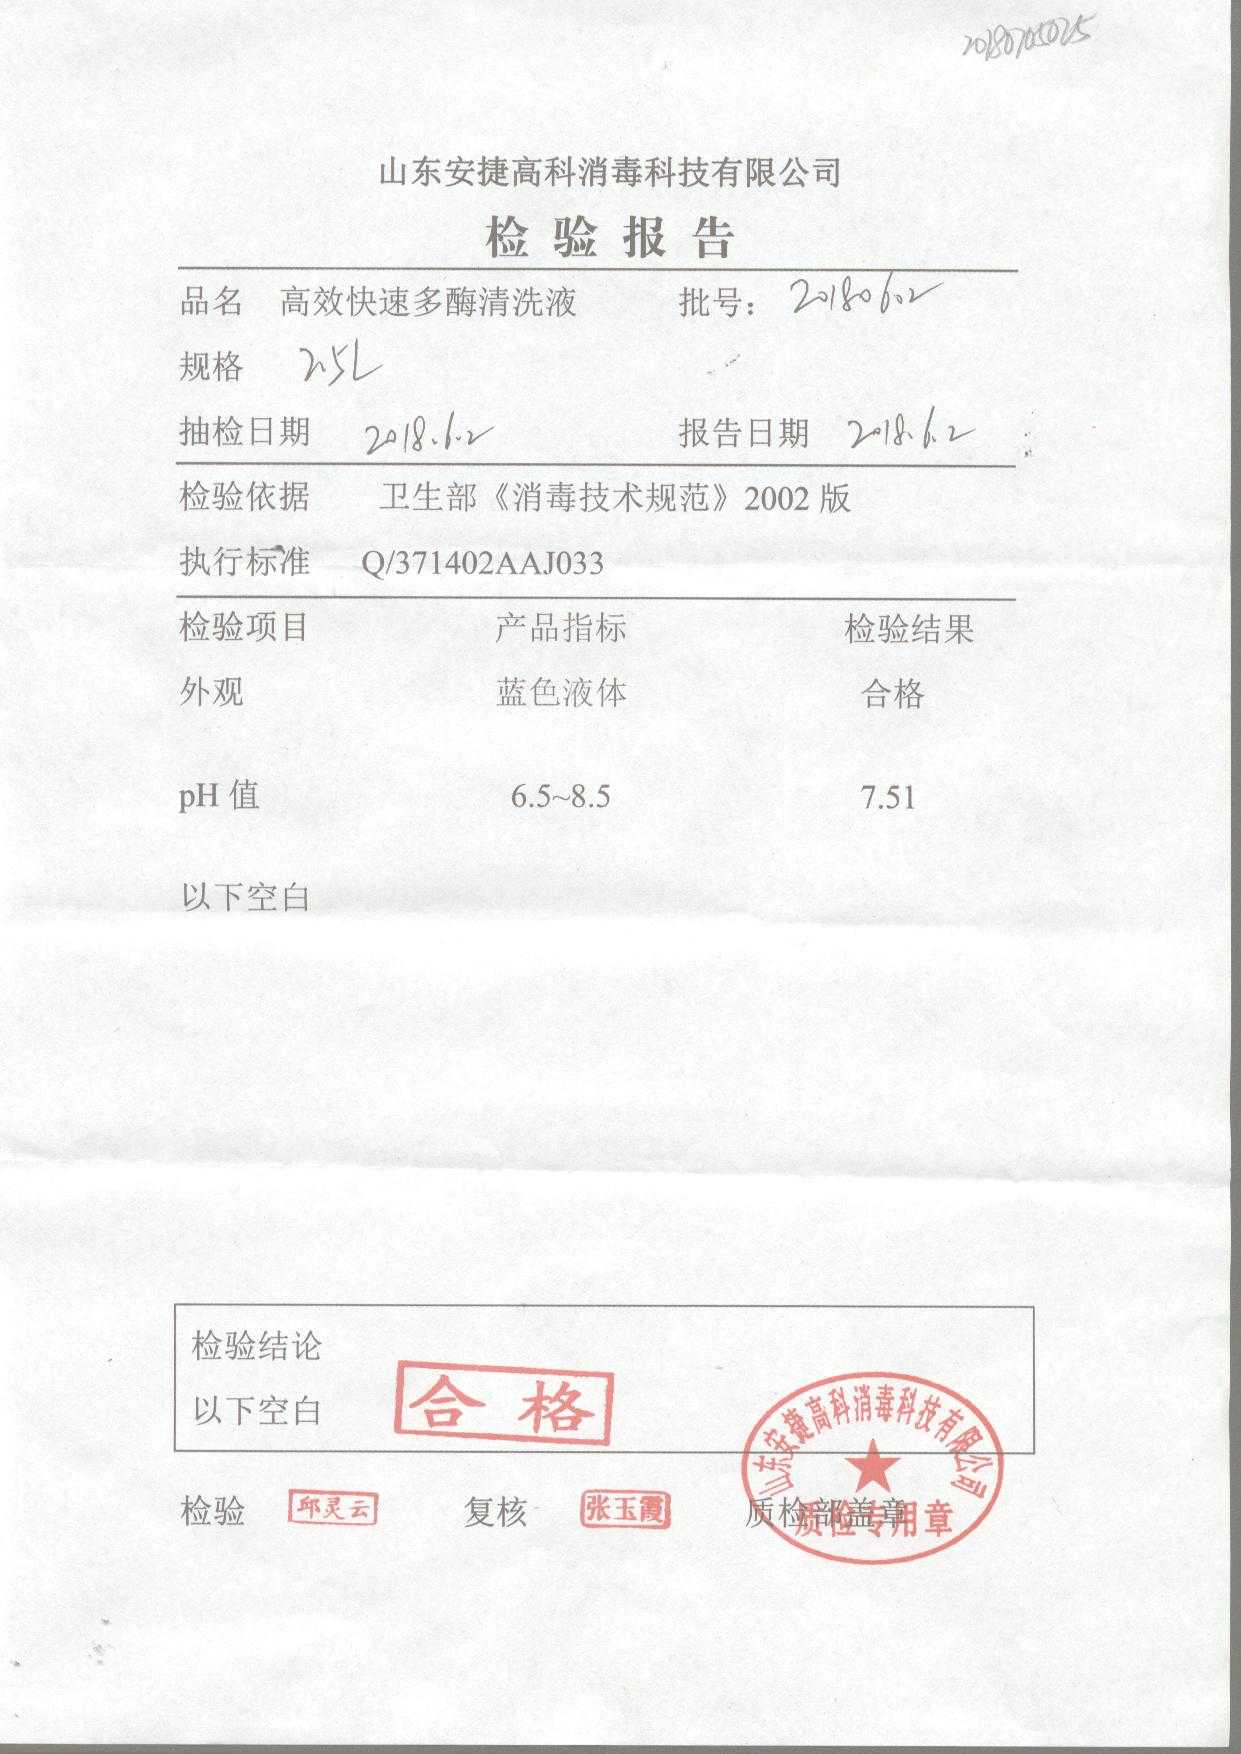 20180705025
山东安捷高科消毒科技有限公司
检验报告
品名 高效快速多酶清洗液 批号: 20180602
规格 2.5L
抽检日期 2018.6.2 报告日期 2018.6.2
检验依据 卫生部《消毒技术规范》2002 版
执行标准 Q/371402AAJ033
检验项目 产品指标 检验结果
外观 蓝色液体 合格
pH 值 6.5~8.5 7.51
以下空白
检验结论
以下空白 合格
检验 邱灵云 复核 张玉霞 质检部盖章
山东安捷高科消毒科技有限公司
质检专用章